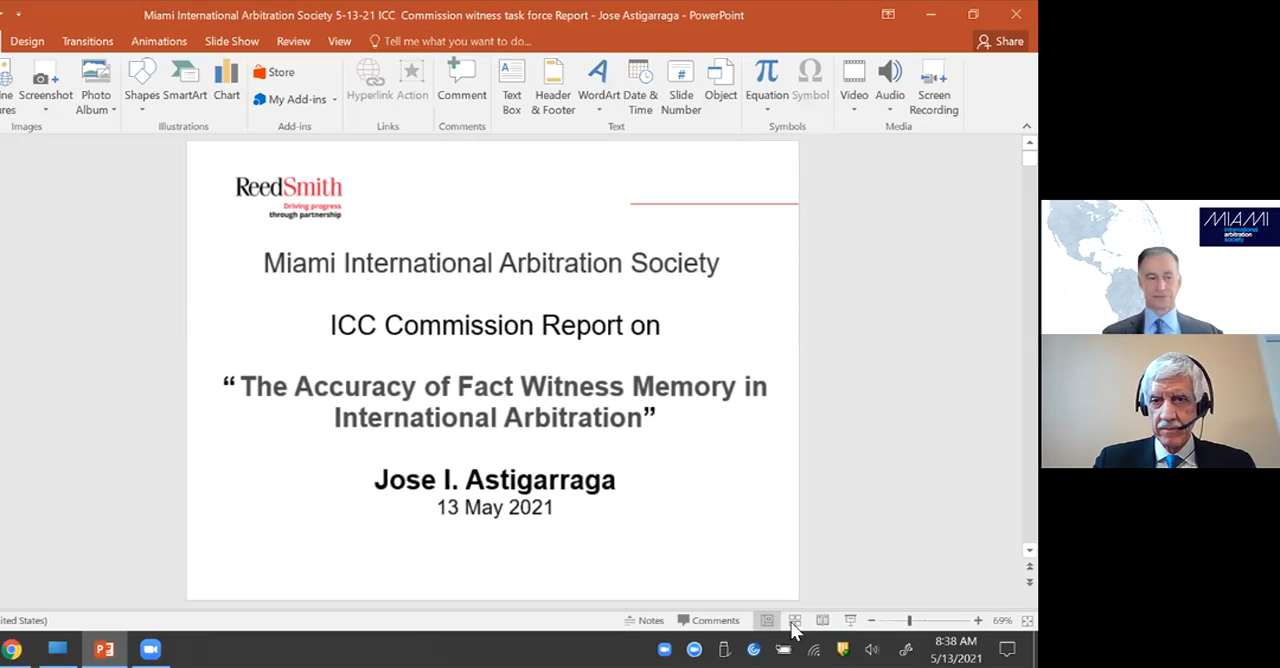 Miami International Arbitration Society 5-13-21 ICC Commission witness task force Report - Jose Astigarraga - PowerPoint
Design Transitions Animations Slide Show Review View Tell me what you want to do... Share
Screenshot
Photo Album
Shapes
SmartArt
Chart
Store
My Add-ins
Hyperlink
Action
Comment
Text Box
Header & Footer
WordArt
Date & Time
Slide Number
Object
Equation
Symbol
Video
Audio
Screen Recording
Images Illustrations Add-ins Links Comments Text Symbols Media
ReedSmith
Driving progress
through partnership
Miami International Arbitration Society
ICC Commission Report on
“ The Accuracy of Fact Witness Memory in
International Arbitration”
Jose I. Astigarraga
13 May 2021
MIAMI
international
arbitration
society
Notes Comments 69%
8:38 AM
5/13/2021